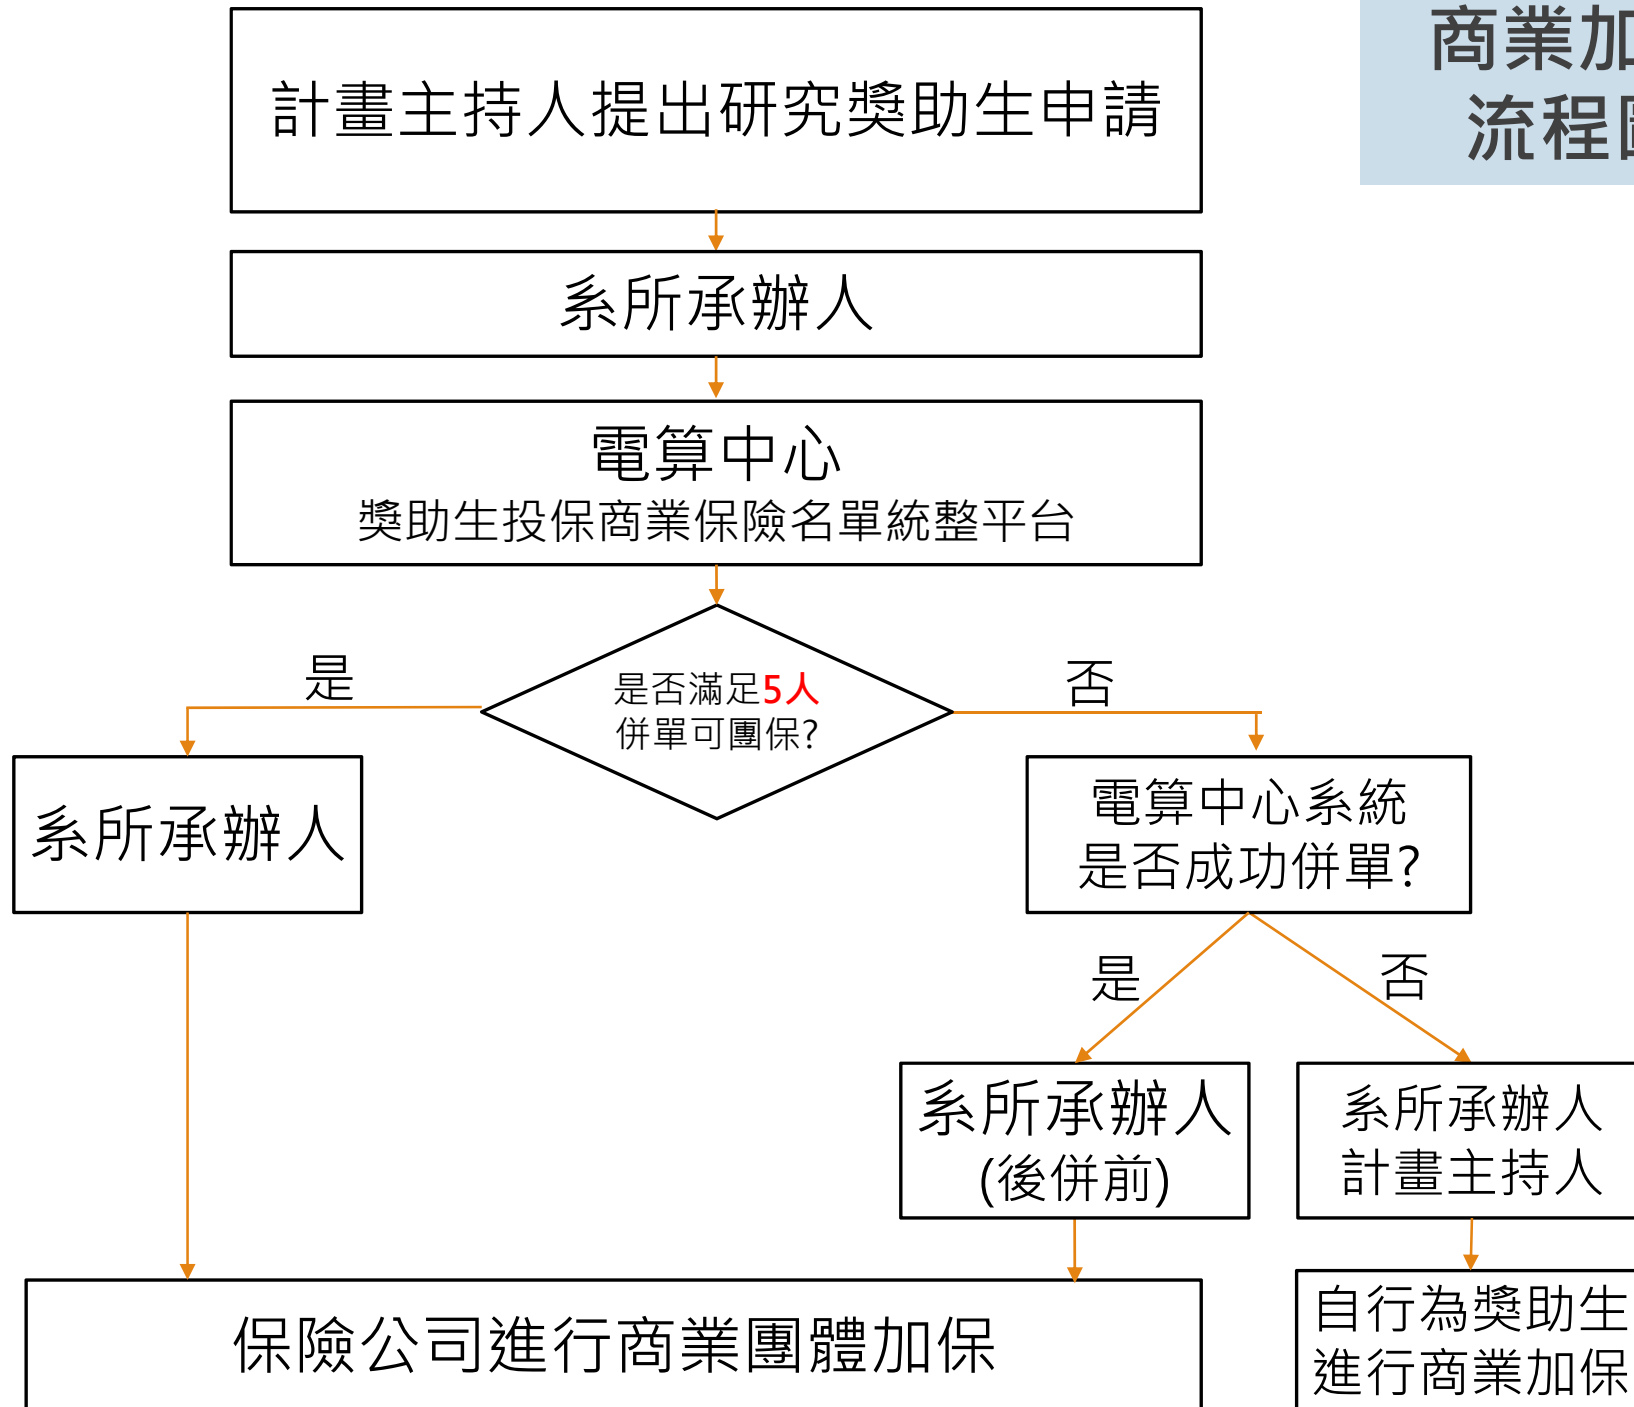 商業加
流程
計畫主持人提出研究獎助生申請
系所承辦人
電算中心
獎助生投保商業保險名單統整平台
是否滿足5人
併單可團保?
是
否
系所承辦人
電算中心系統
是否成功併單?
是
否
系所承辦人
(後併前)
系所承辦人
計畫主持人
保險公司進行商業團體加保
自行為獎助生
進行商業加保